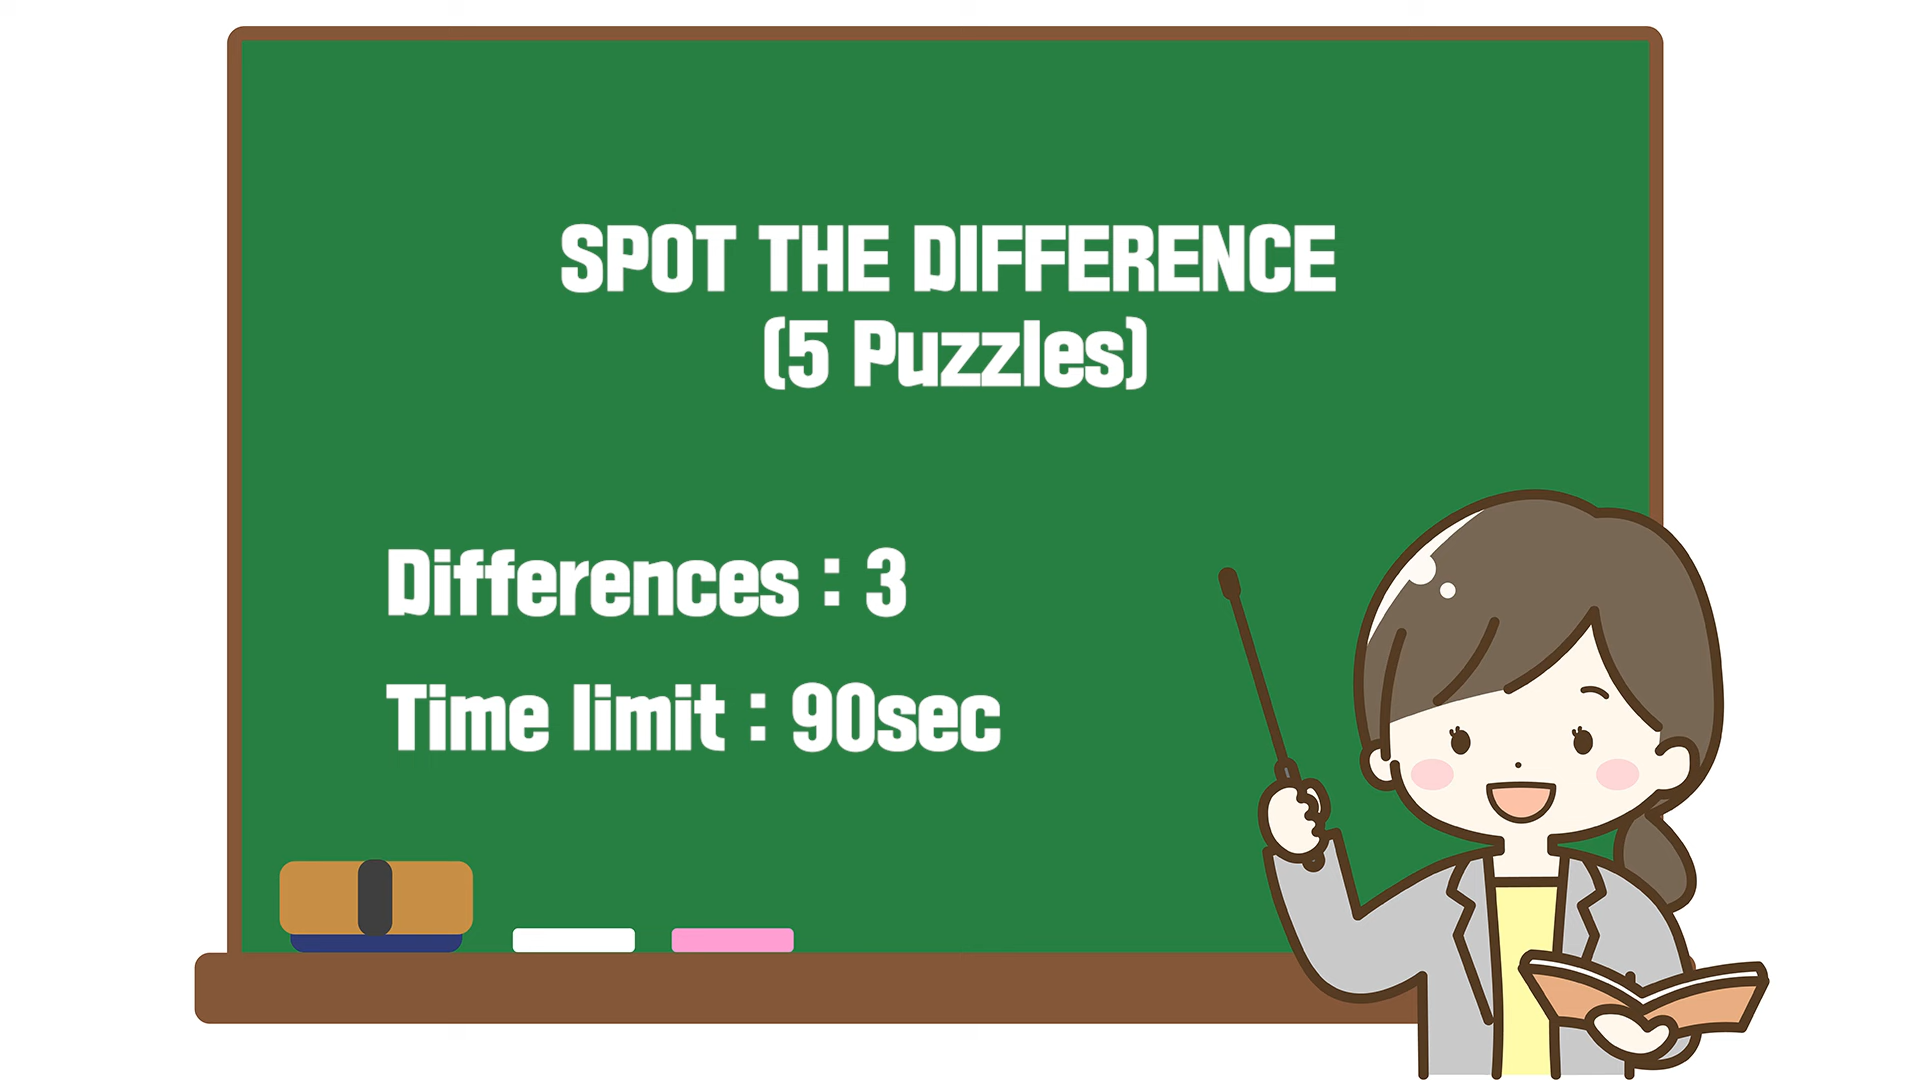 SPOT THE DIFFERENCE
(5 Puzzles)
Differences : 3
Time limit : 90sec